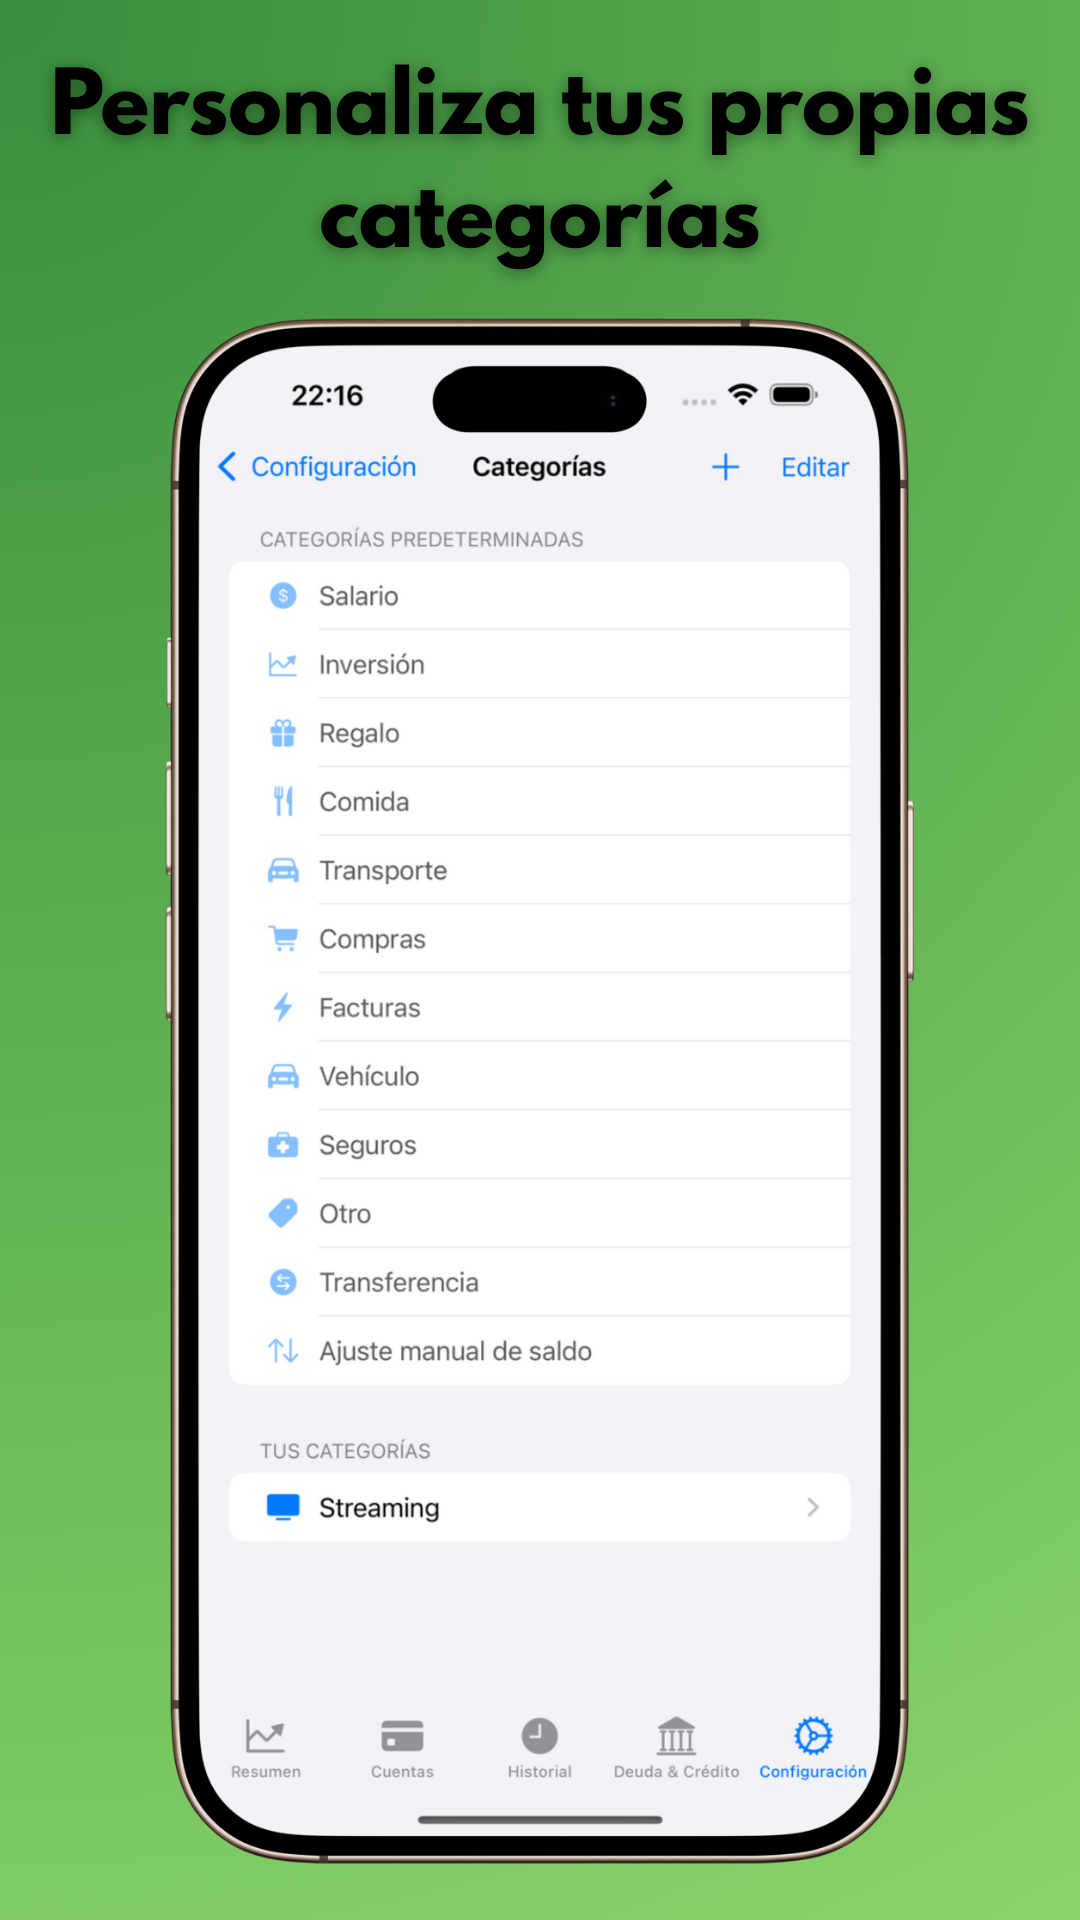 Personaliza tus propias
categorías
22:16
Configuración Categorías + Editar
CATEGORÍAS PREDETERMINADAS
$ Salario
Inversión
Regalo
Comida
Transporte
Compras
Facturas
Vehículo
Seguros
Otro
Transferencia
Ajuste manual de saldo
TUS CATEGORÍAS
Streaming
Resumen Cuentas Historial Deuda & Crédito Configuración